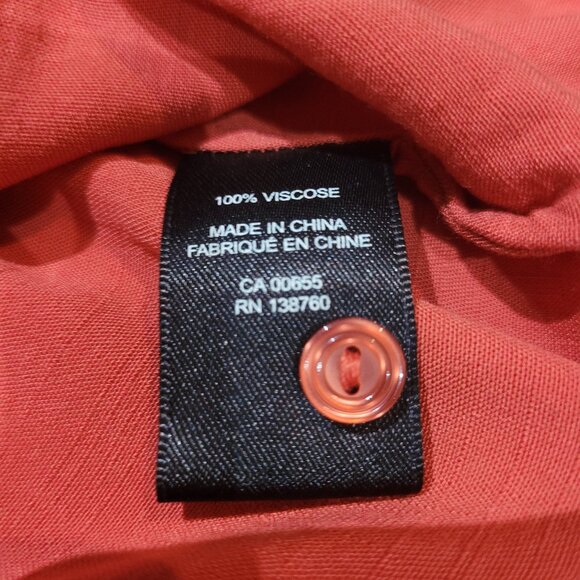 100% VISCOSE
MADE IN CHINA
FABRIQUÉ EN CHINE
CA 00655
RN 138760